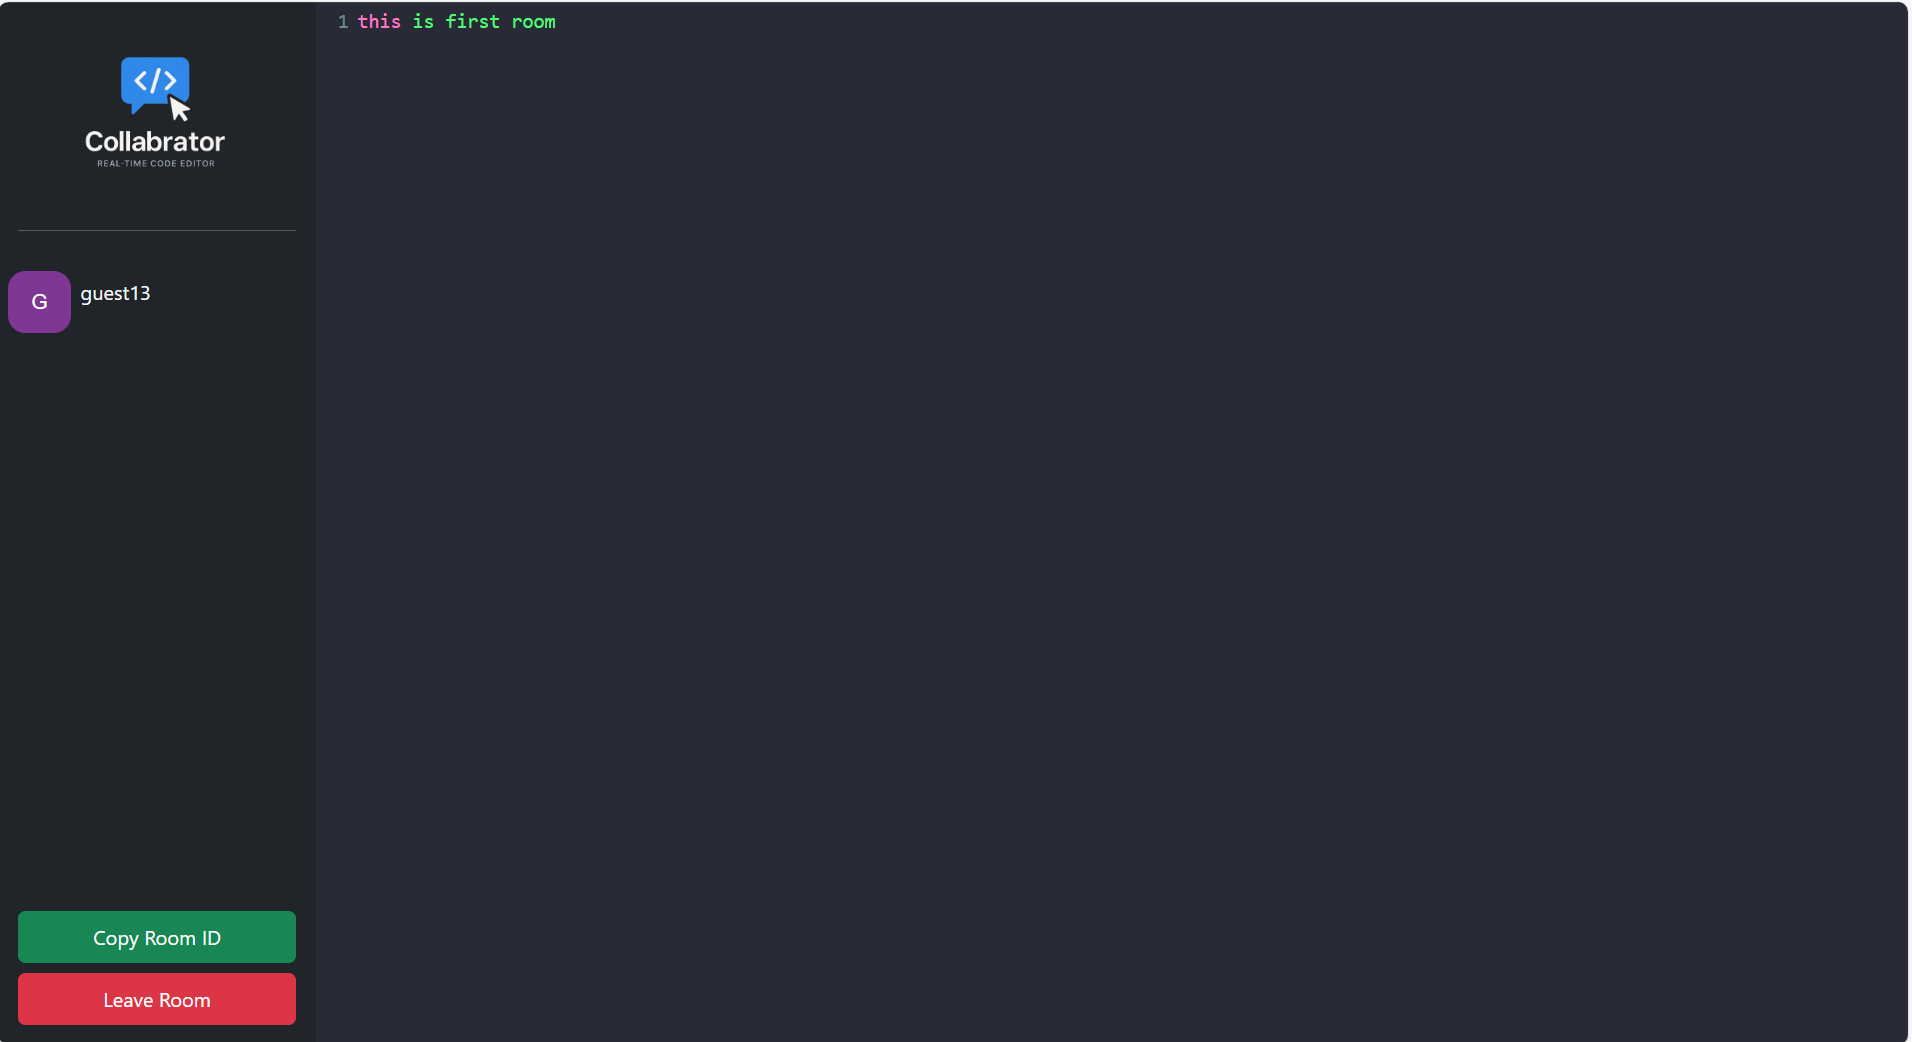 </>
Collabrator
REAL-TIME CODE EDITOR
G guest13
Copy Room ID
Leave Room
1 this is first room